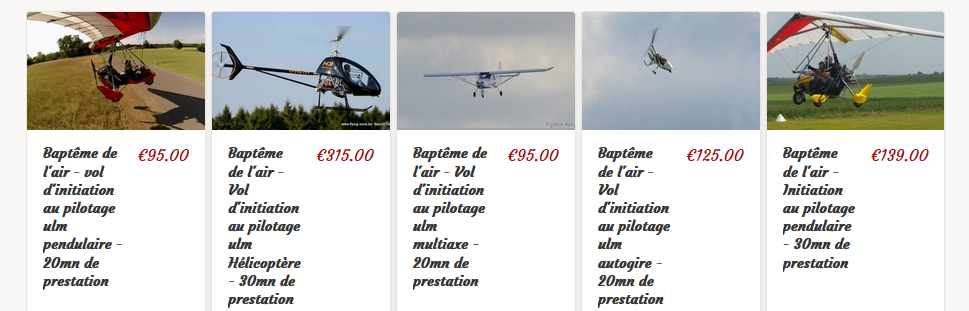 Baptême de
l'air - vol
d'initiation
au pilotage
ulm
pendulaire -
20mn de
prestation
€95.00
Baptême
de l'air -
Vol
d'initiation
au pilotage
ulm
Hélicoptère
- 30mn de
prestation
€315.00
Baptême de
l'air - Vol
d'initiation
au pilotage
ulm
multiaxe -
20mn de
prestation
€95.00
Baptême
de l'air -
Vol
d'initiation
au pilotage
ulm
autogire -
20mn de
prestation
€125.00
Baptême
de l'air -
Initiation
au pilotage
pendulaire
- 30mn de
prestation
€139.00